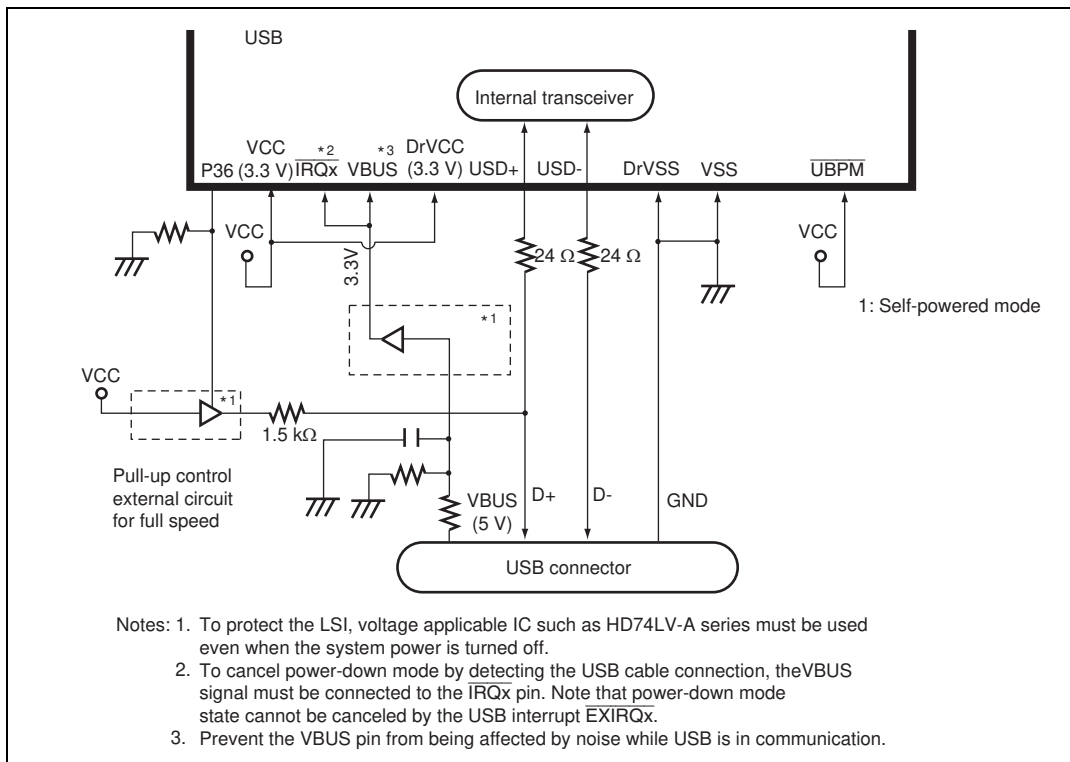 USB
Internal transceiver
VCC *2 *3 DrVCC
P36 (3.3 V) IRQx VBUS (3.3 V) USD+ USD- DrVSS VSS UBPM
VCC
3.3V
24 Ω
24 Ω
VCC
1: Self-powered mode
*1
VCC
*1
1.5 kΩ
Pull-up control
external circuit
for full speed
VBUS
(5 V)
D+
D-
GND
USB connector
Notes: 1. To protect the LSI, voltage applicable IC such as HD74LV-A series must be used
even when the system power is turned off.
2. To cancel power-down mode by detecting the USB cable connection, theVBUS
signal must be connected to the IRQx pin. Note that power-down mode
state cannot be canceled by the USB interrupt EXIRQx.
3. Prevent the VBUS pin from being affected by noise while USB is in communication.